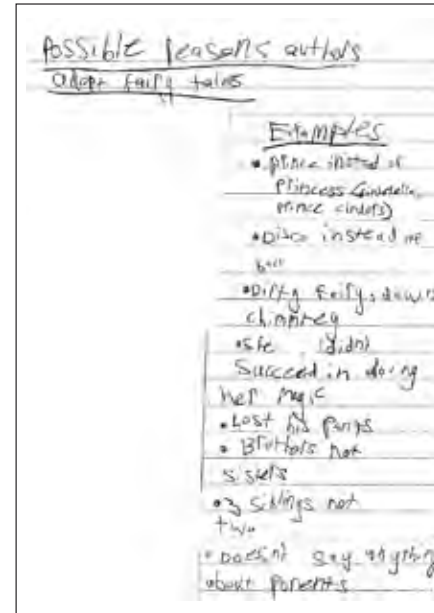 Possible reasons authors
adapt fairy tales
Examples
• prince insted of
Princess (cinderella,
prince cinders)
• Disco instead of
ball
• Dirty fairy, down
chimney
• She (didnt
Succeed in doing
her magic
• Lost his pants
• Brothers not
sisters
• 3 siblings not
two
• Doesn't say anything
about parents